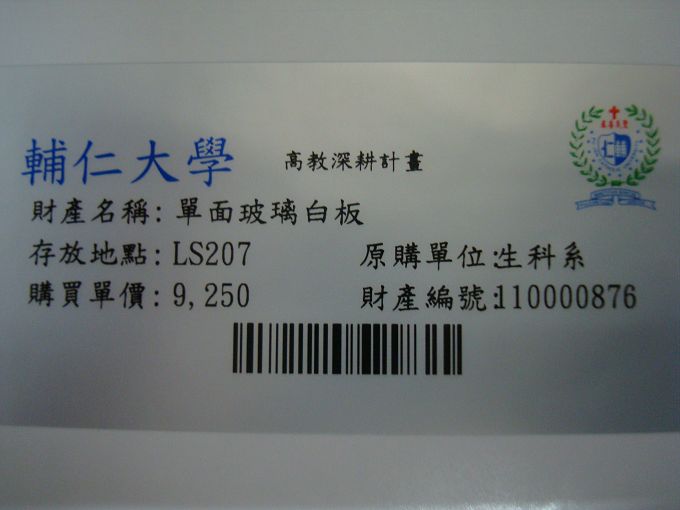 輔仁大學 高教深耕計畫
財產名稱: 單面玻璃白板
存放地點: LS207 原購單位:生科系
購買單價: 9,250 財產編號:110000876